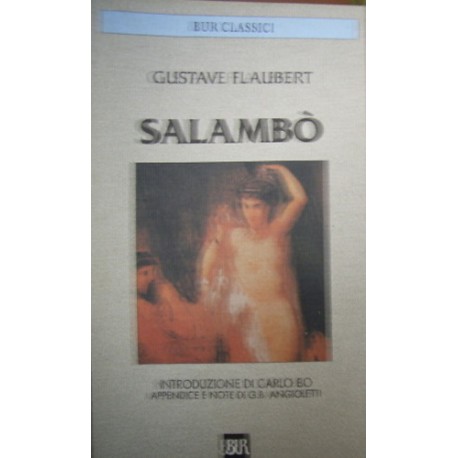 BUR CLASSICI
GUSTAVE FLAUBERT
SALAMBÒ
INTRODUZIONE DI CARLO BO
APPENDICE E NOTE DI G.B. ANGIOLETTI
BUR